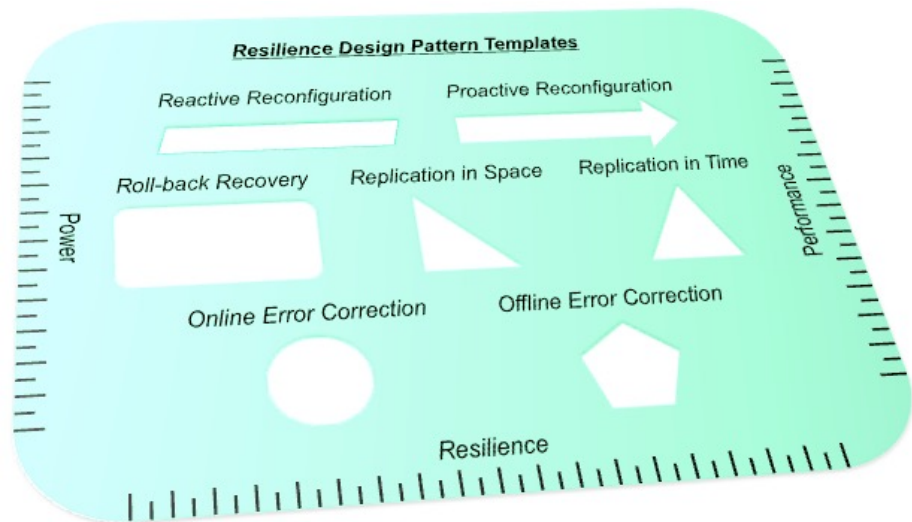 Resilience Design Pattern Templates
Reactive Reconfiguration
Proactive Reconfiguration
Roll-back Recovery
Replication in Space
Replication in Time
Power
Performance
Online Error Correction
Offline Error Correction
Resilience